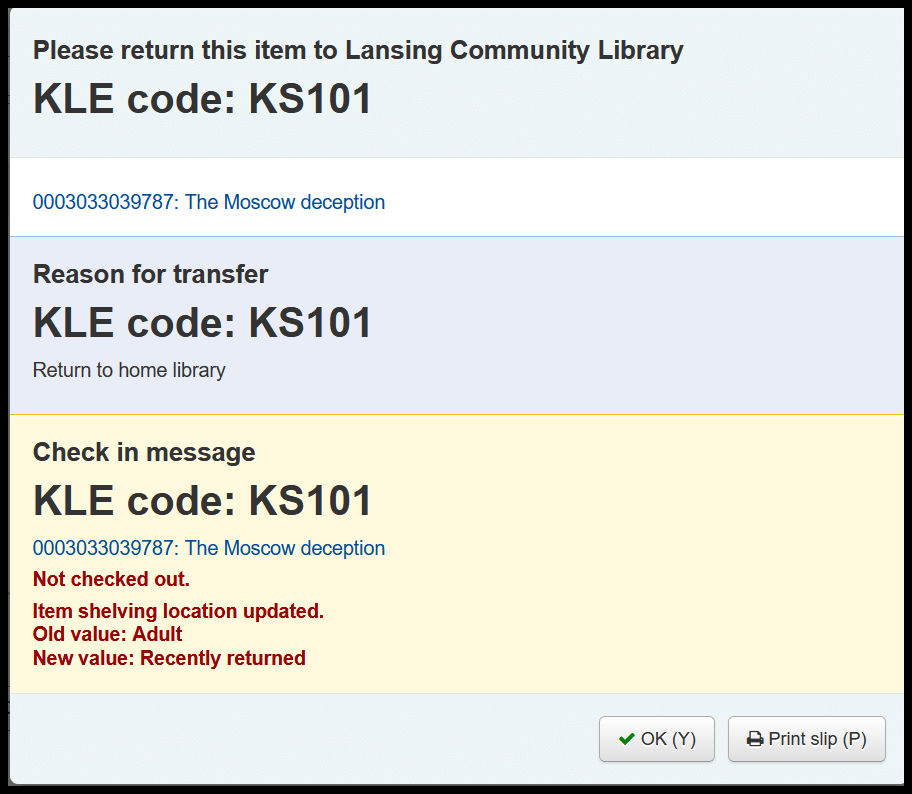 Please return this item to Lansing Community Library
KLE code: KS101
0003033039787: The Moscow deception
Reason for transfer
KLE code: KS101
Return to home library
Check in message
KLE code: KS101
0003033039787: The Moscow deception
Not checked out.
Item shelving location updated.
Old value: Adult
New value: Recently returned
OK (Y) Print slip (P)